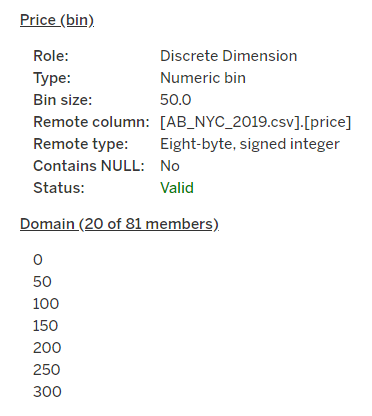 Price (bin)
Role: Discrete Dimension
Type: Numeric bin
Bin size: 50.0
Remote column: [AB_NYC_2019.csv].[price]
Remote type: Eight-byte, signed integer
Contains NULL: No
Status: Valid
Domain (20 of 81 members)
0
50
100
150
200
250
300